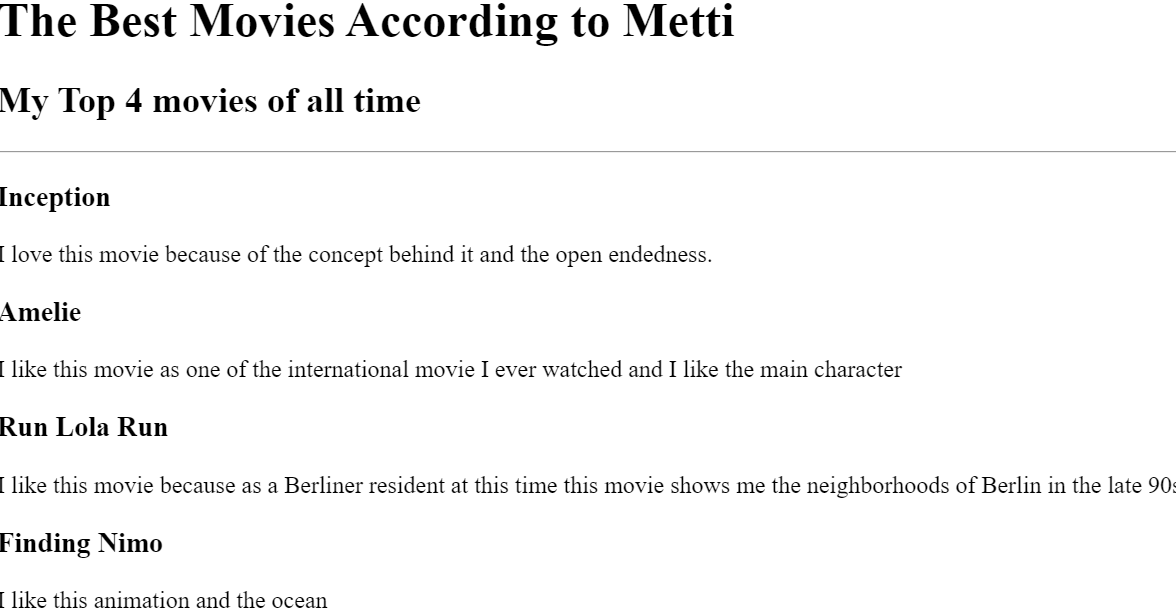 The Best Movies According to Metti
My Top 4 movies of all time
Inception
I love this movie because of the concept behind it and the open endedness.
Amelie
I like this movie as one of the international movie I ever watched and I like the main character
Run Lola Run
I like this movie because as a Berliner resident at this time this movie shows me the neighborhoods of Berlin in the late 90s
Finding Nimo
I like this animation and the ocean